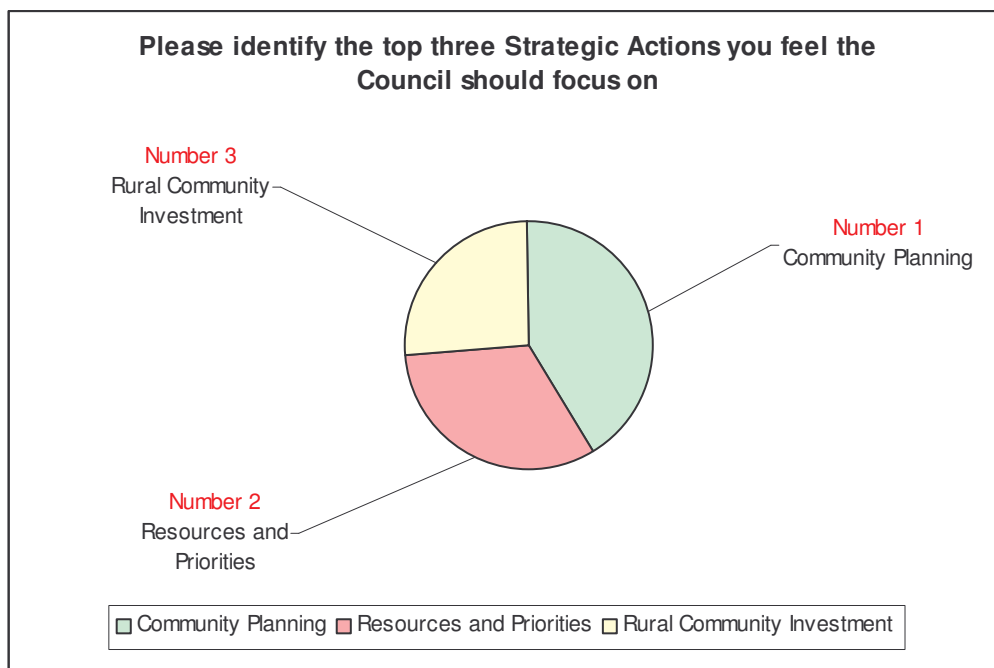 Please identify the top three Strategic Actions you feel the
Council should focus on
Number 3
Rural Community
Investment
Number 1
Community Planning
Number 2
Resources and
Priorities
Community Planning Resources and Priorities Rural Community Investment